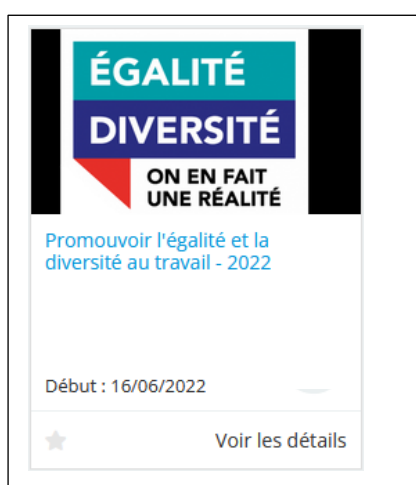 ÉGALITÉ
DIVERSITÉ
ON EN FAIT
UNE RÉALITÉ
Promouvoir l'égalité et la
diversité au travail - 2022
Début : 16/06/2022
Voir les détails